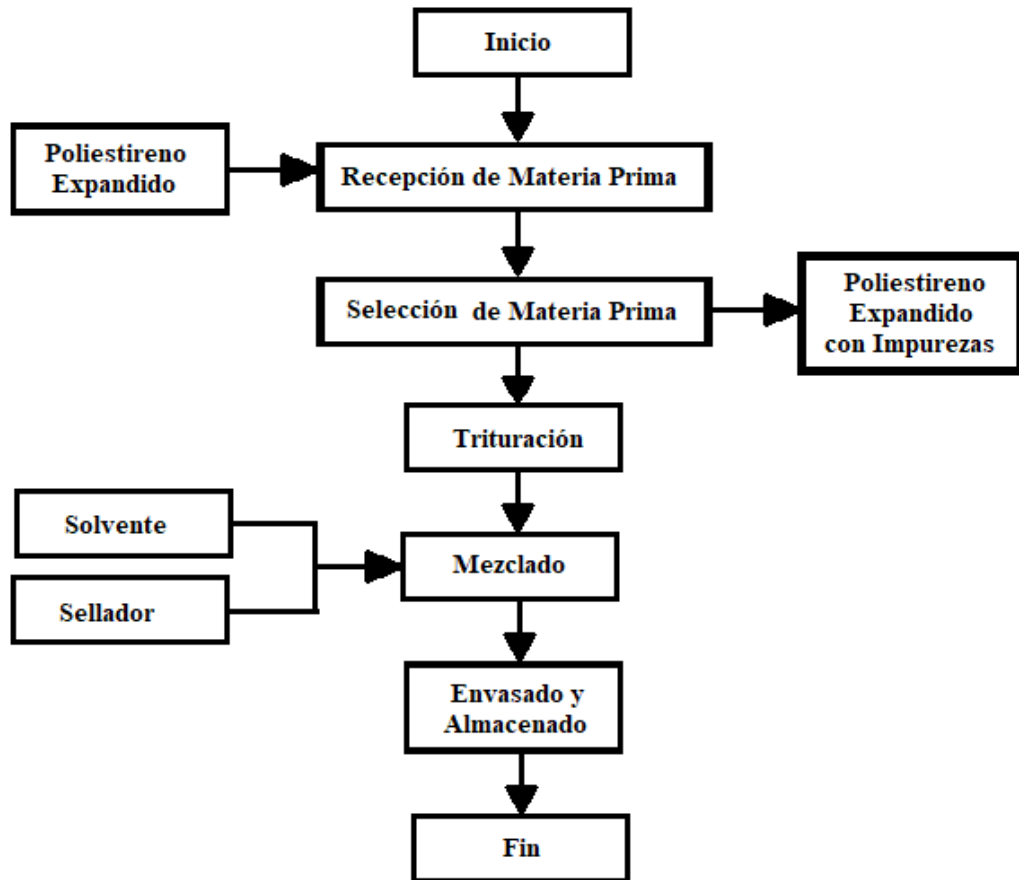 Inicio
Poliestireno
Expandido
Recepción de Materia Prima
Selección de Materia Prima
Poliestireno
Expandido
con Impurezas
Trituración
Solvente
Sellador
Mezclado
Envasado y
Almacenado
Fin